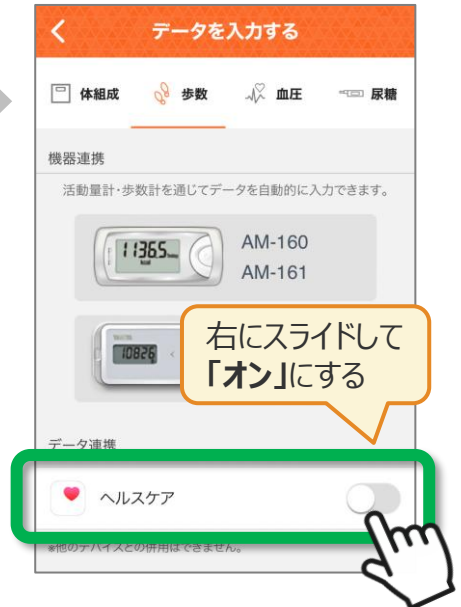 データを入力する
体組成 歩数 血圧 尿糖
機器連携
活動量計・歩数計を通じてデータを自動的に入力できます。
1136.5
kcal
AM-160
AM-161
10826
右にスライドして
「オン」にする
データ連携
ヘルスケア
※他のデバイスとの併用はできません。